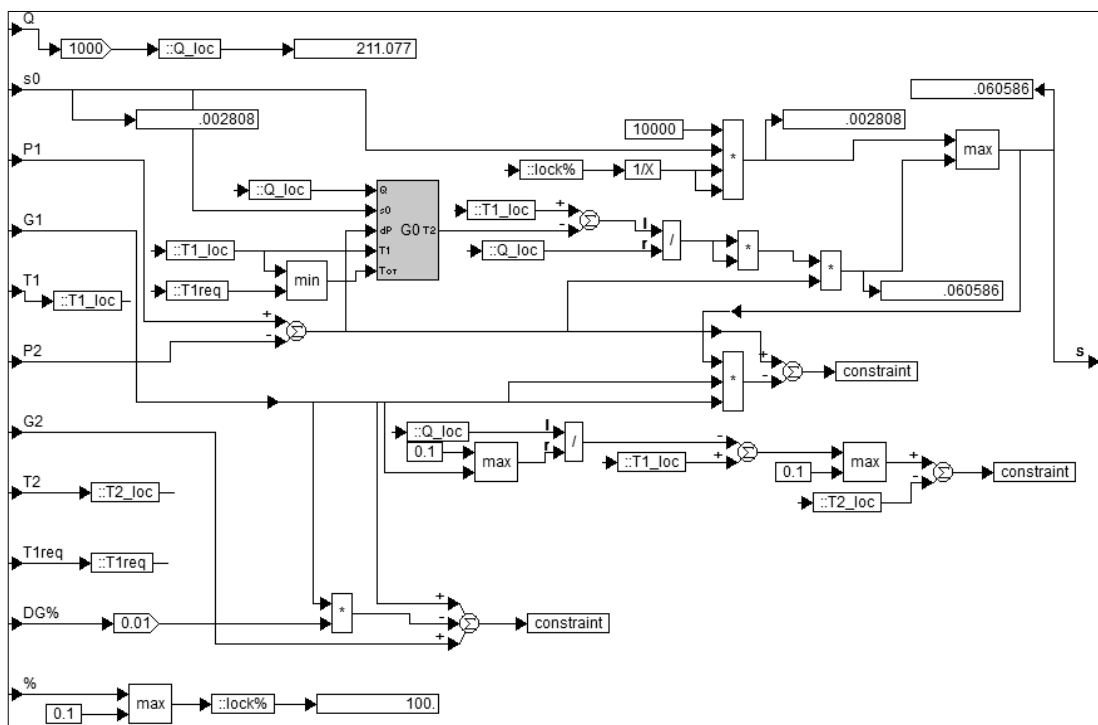 Q
1000 ::Q_loc 211.077
s0
.002808
.060586
10000
.002808
P1
*
max
::lock% 1/X
::Q_loc
Q
s0
G0 T2
dP
T1
Tот
::T1_loc
+
-
Σ
G1
::Q_loc
l
r
/
*
*
::T1_loc
min
::T1req
.060586
T1
::T1_loc
+
-
Σ
P2
s
*
+
-
Σ
constraint
G2
::Q_loc
0.1
max
l
r
/
::T1_loc
-
+
Σ
0.1
max
+
-
Σ
constraint
::T2_loc
T2
::T2_loc
T1req
::T1req
DG%
0.01
*
+
-
+
Σ
constraint
%
0.1
max
::lock%
100.